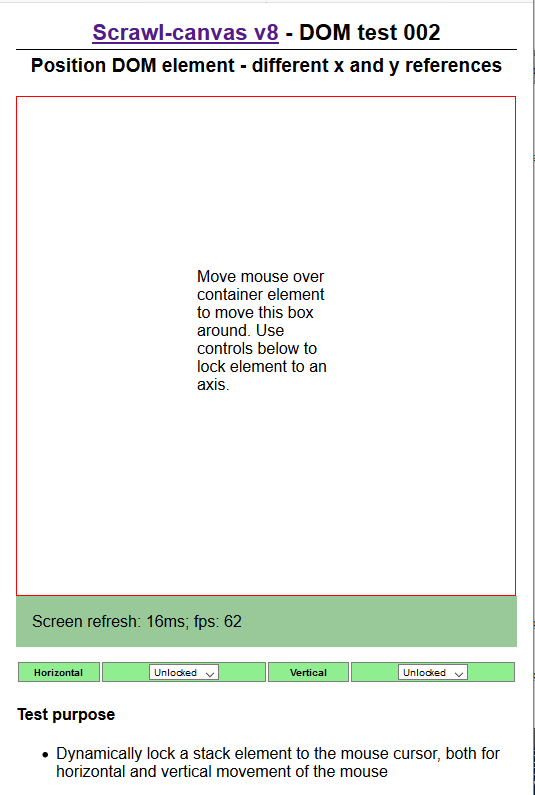 Scrawl-canvas v8 - DOM test 002
Position DOM element - different x and y references
Move mouse over
container element
to move this box
around. Use
controls below to
lock element to an
axis.
Screen refresh: 16ms; fps: 62
Horizontal Unlocked Vertical Unlocked
Test purpose
• Dynamically lock a stack element to the mouse cursor, both for
horizontal and vertical movement of the mouse